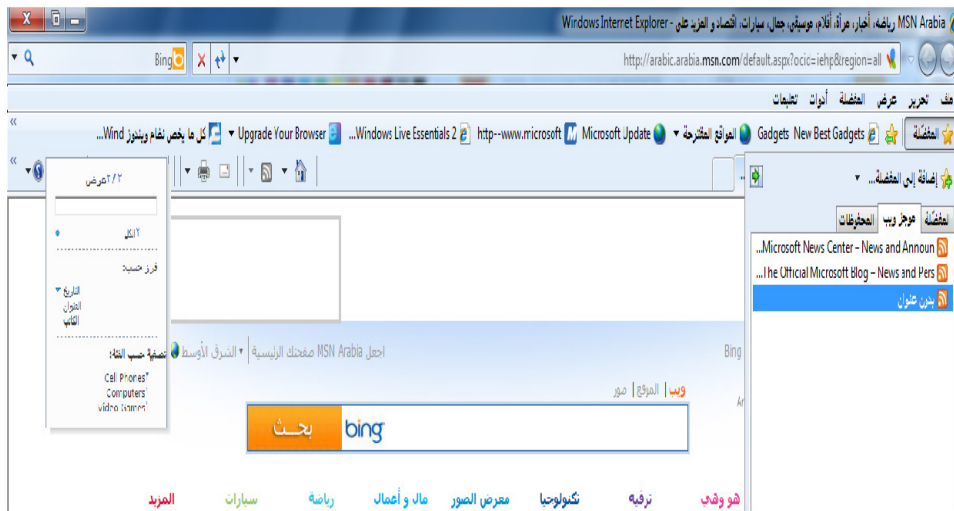 MSN Arabia رياضة، أخبار، مرأة، أفلام، موسيقى، جمال، سيارات، اقتصاد و المزيد على - Windows Internet Explorer
http://arabic.arabia.msn.com/default.aspx?ocid=iehp&region=all
Bing
ملف تحرير عرض المفضلة أدوات تعليمات
المفضلة Gadgets New Best Gadgets المواقع المقترحة Microsoft Update http--www.microsoft Windows Live Essentials 2... Upgrade Your Browser كل ما يخص نظام ويندوز Wind...
إضافة إلى المفضلة...
المفضلة موجز ويب المحفوظات
Microsoft News Center – News and Announ...
The Official Microsoft Blog – News and Pers...
بدون عنوان
٢/٢ عرض
الكل ٢
فرز حسب:
التاريخ
العنوان
الكاتب
تصفية حسب الفئة:
Cell Phones
Computers
Video Games
اجعل MSN Arabia صفحتك الرئيسية | الشرق الأوسط
Bing
ويب | الموقع | صور
bing بحث
هو وهي ترفيه تكنولوجيا معرض الصور مال و أعمال رياضة سيارات المزيد